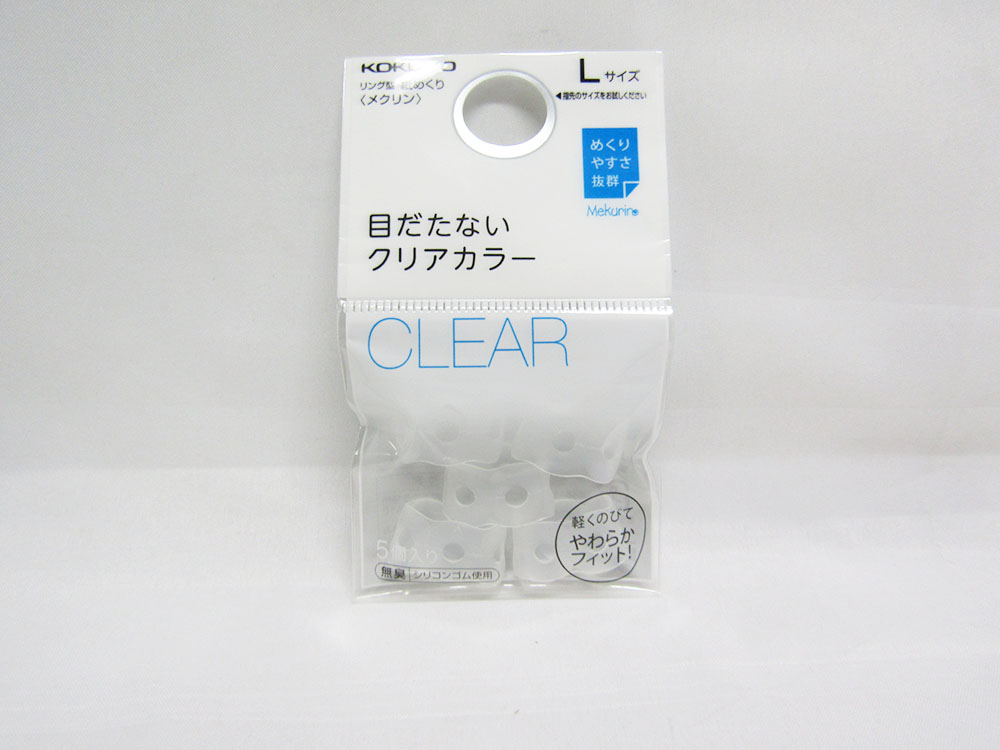 KOKUYO
リング型紙めくり
〈メクリン〉
Lサイズ
◀指先のサイズをお試しください
めくり
やすさ
抜群
Mekurin
目だたない
クリアカラー
CLEAR
軽くのびて
やわらか
フィット!
5個入り
無臭 シリコンゴム使用